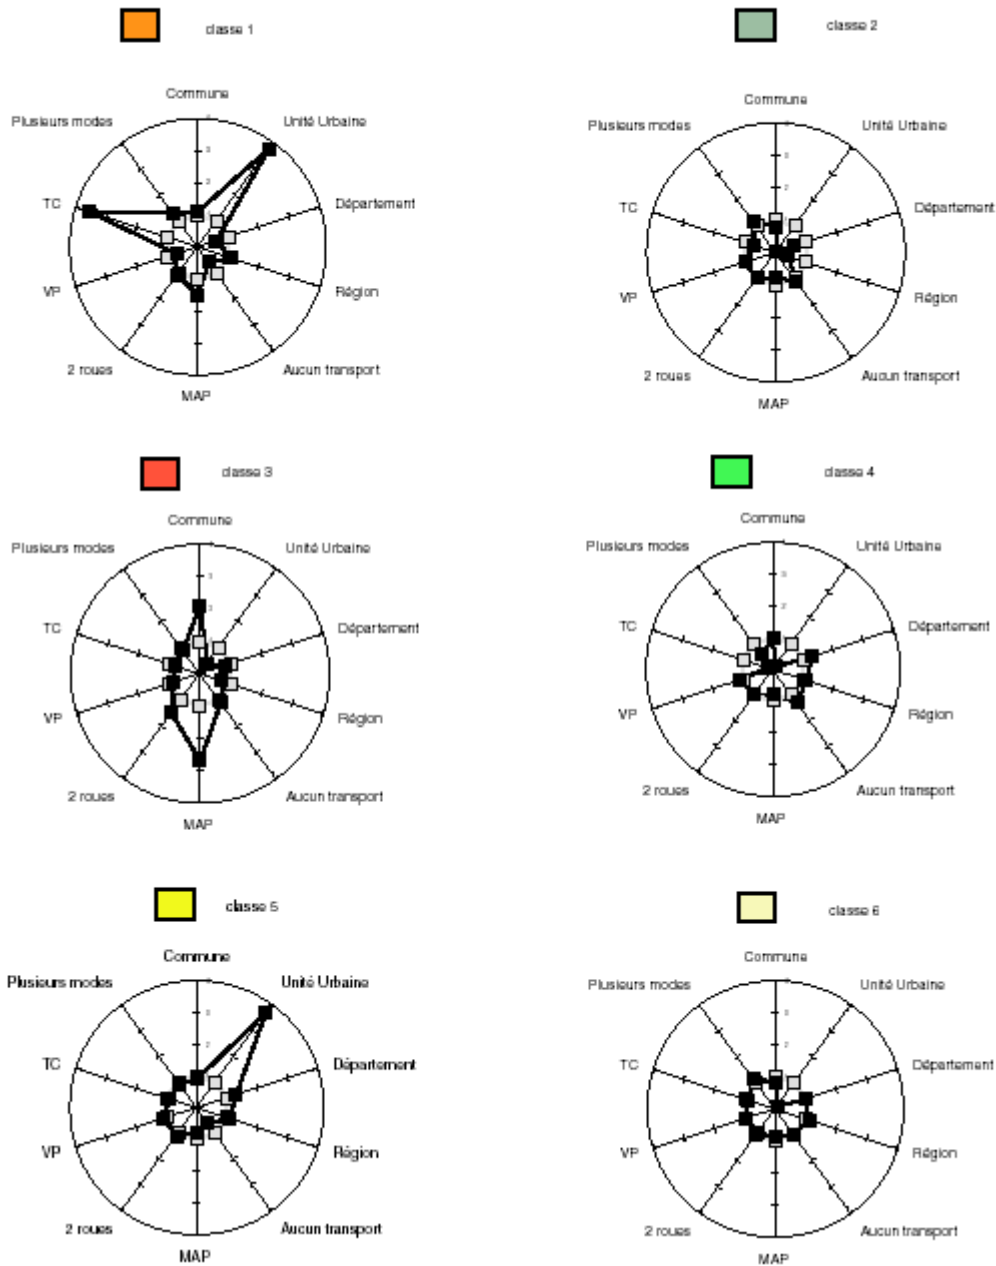 classe 1
Commune
Plusieurs modes
Unité Urbaine
TC
Département
VP
Région
2 roues
Aucun transport
MAP
classe 2
Commune
Plusieurs modes
Unité Urbaine
TC
Département
VP
Région
2 roues
Aucun transport
MAP
classe 3
Commune
Plusieurs modes
Unité Urbaine
TC
Département
VP
Région
2 roues
Aucun transport
MAP
classe 4
Commune
Plusieurs modes
Unité Urbaine
TC
Département
VP
Région
2 roues
Aucun transport
MAP
classe 5
Commune
Plusieurs modes
Unité Urbaine
TC
Département
VP
Région
2 roues
Aucun transport
MAP
classe 6
Commune
Plusieurs modes
Unité Urbaine
TC
Département
VP
Région
2 roues
Aucun transport
MAP